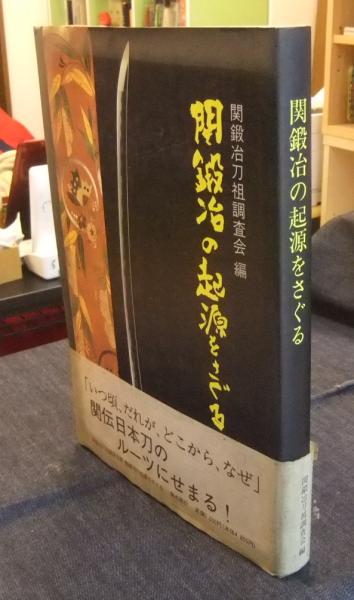 関鍛冶刀祖調査会 編
関鍛冶の起源をさぐる
「いつ頃、だれが、どこから、なぜ」
関伝日本刀の
ルーツにせまる!
関鍛冶の起源をさぐる
関鍛冶刀祖調査会 編